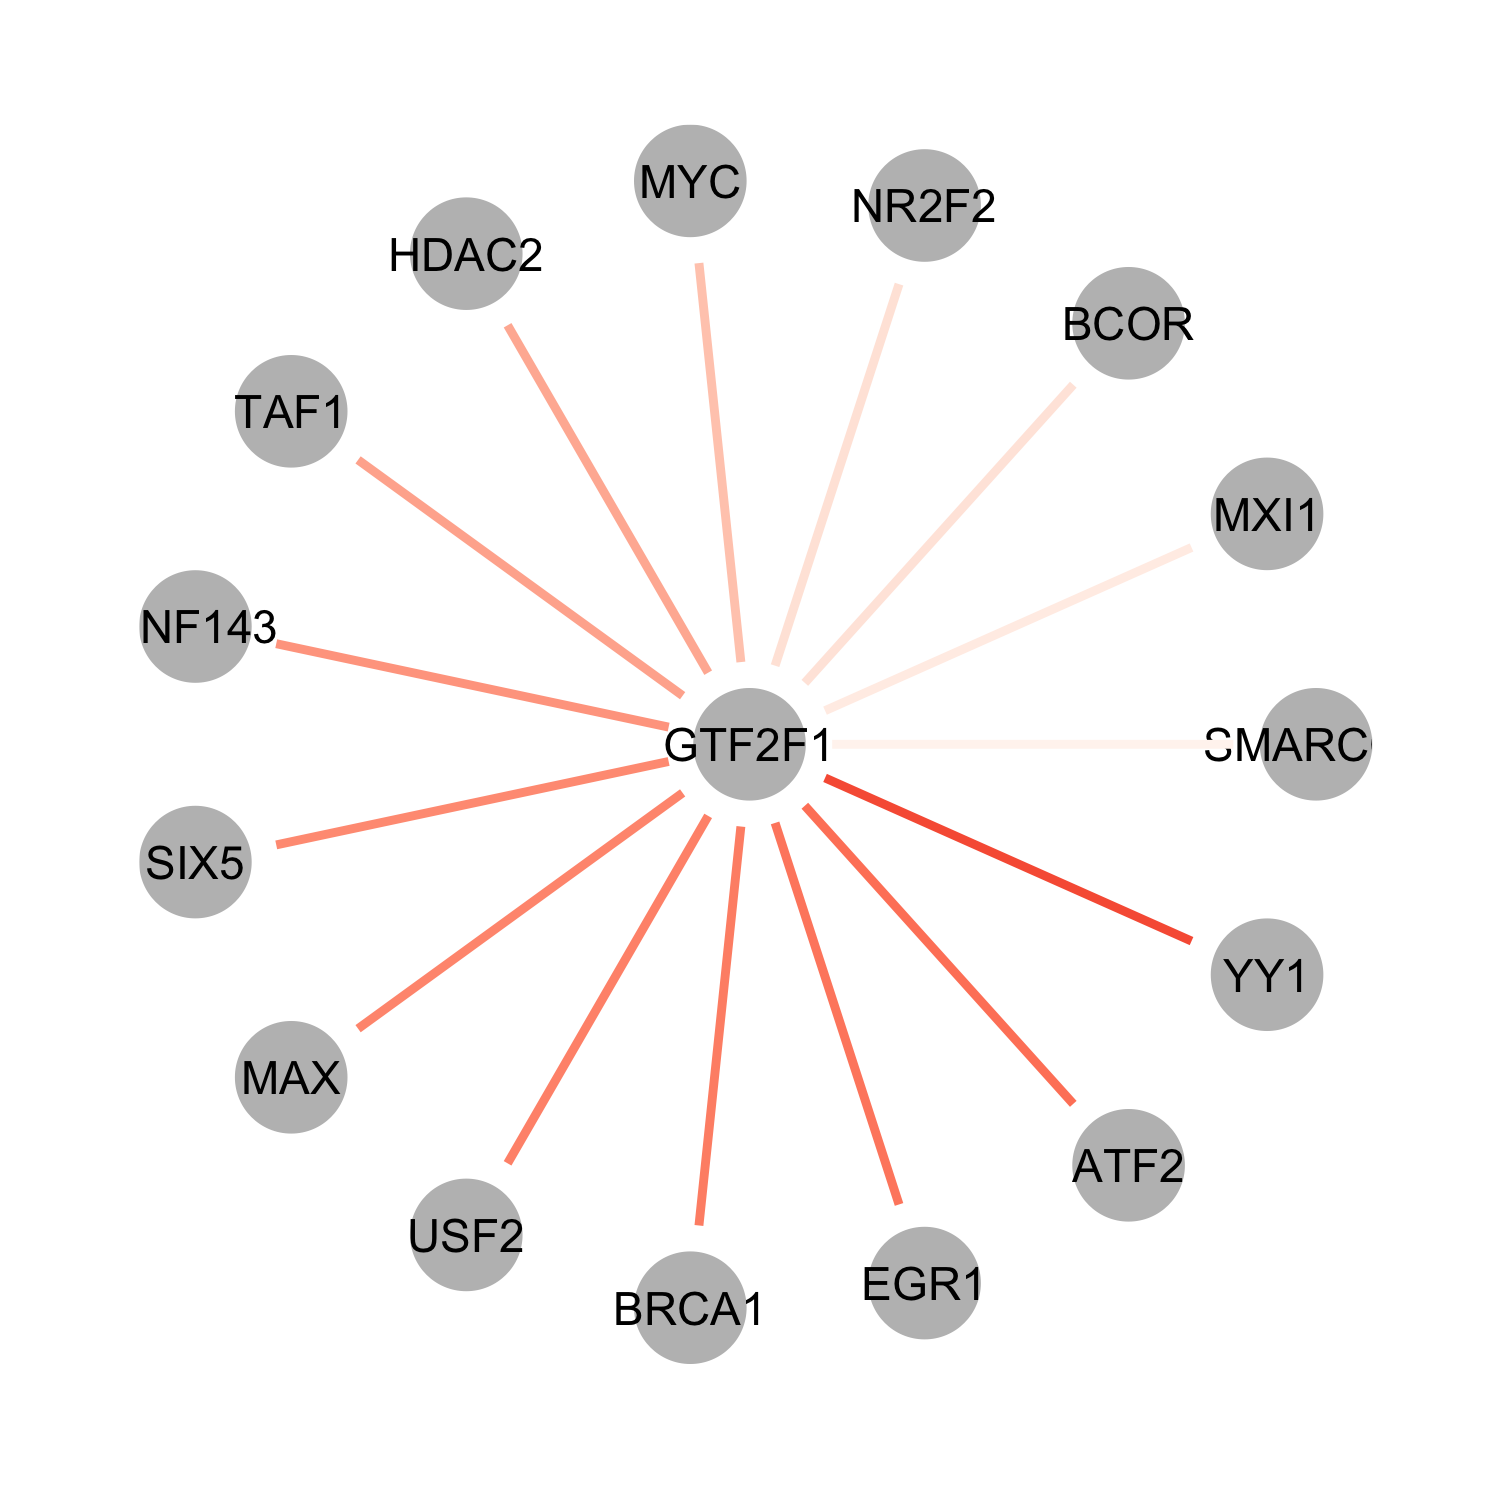 MYC
NR2F2
HDAC2
BCOR
TAF1
MXI1
NF143
GTF2F1
SMARC
SIX5
YY1
MAX
ATF2
USF2
EGR1
BRCA1